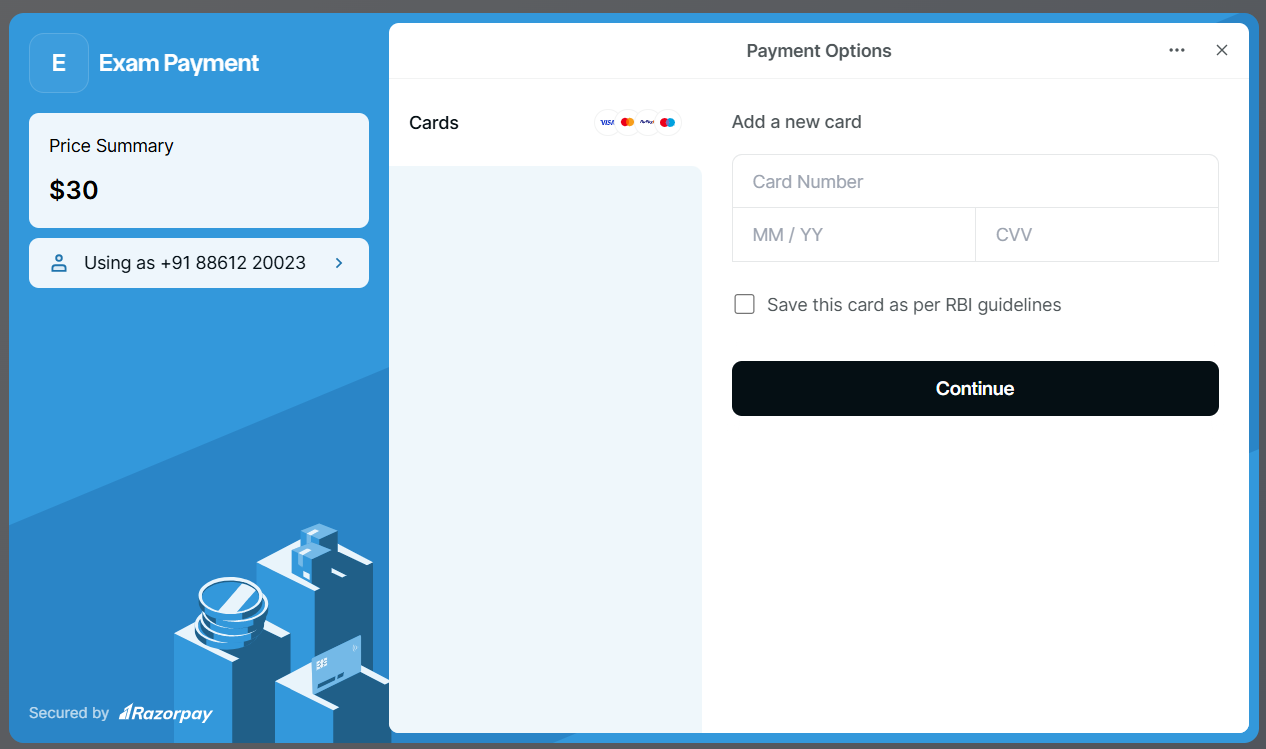 E
Exam Payment
Price Summary
$30
Using as +91 88612 20023
Secured by Razorpay
Payment Options
Cards
VISA
RuPay
Add a new card
Card Number
MM / YY
CVV
Save this card as per RBI guidelines
Continue